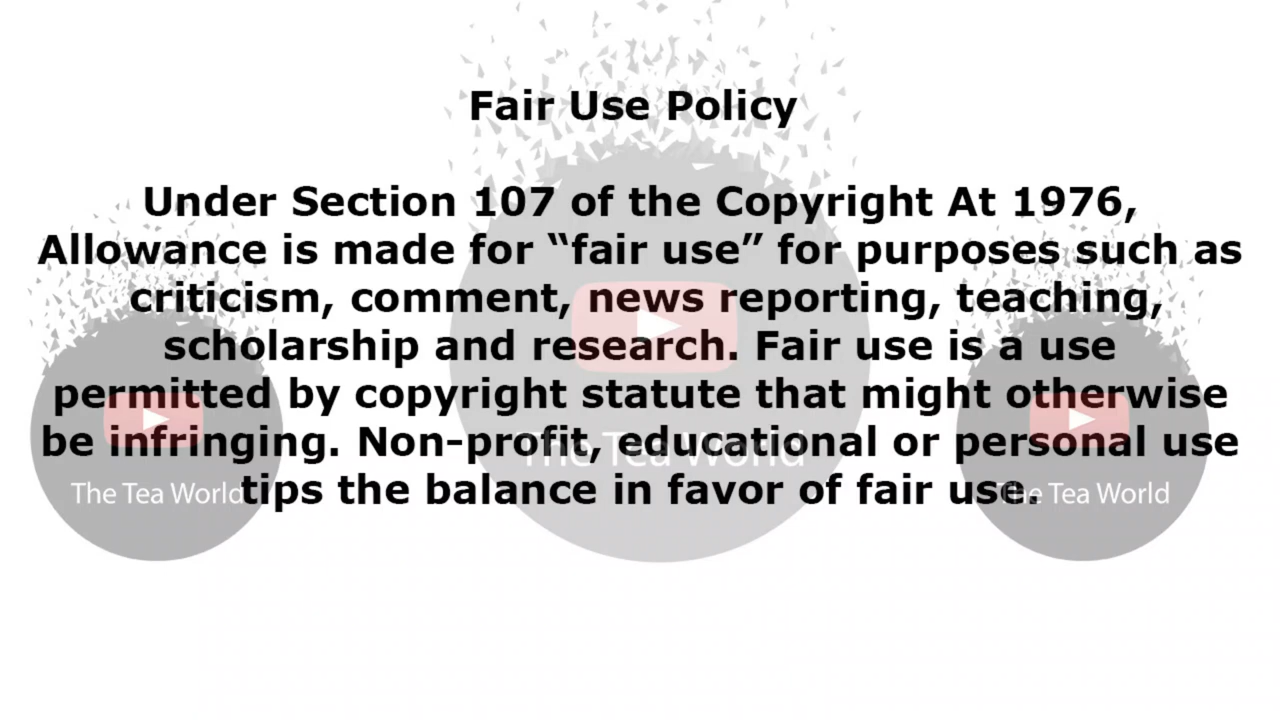 Fair Use Policy
Under Section 107 of the Copyright At 1976,
Allowance is made for “fair use” for purposes such as
criticism, comment, news reporting, teaching,
scholarship and research. Fair use is a use
permitted by copyright statute that might otherwise
be infringing. Non-profit, educational or personal use
tips the balance in favor of fair use.
The Tea World
The Tea World
The Tea World